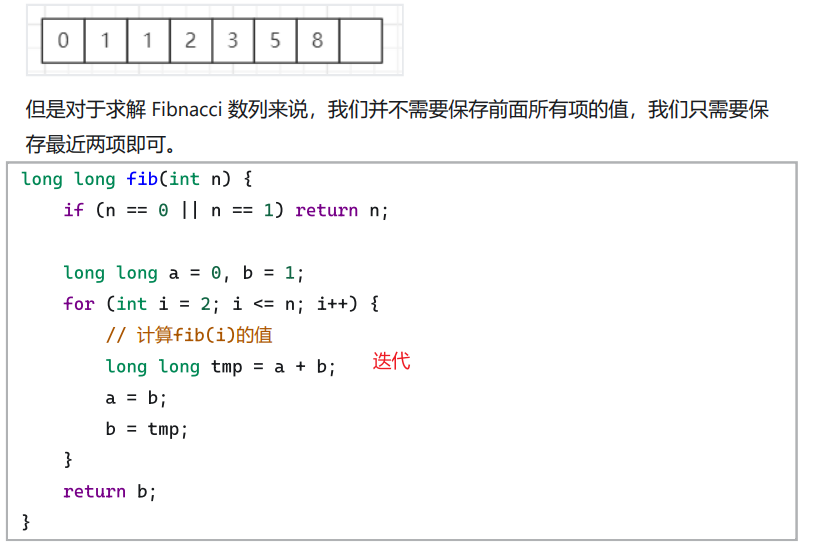 0 1 1 2 3 5 8
但是对于求解 Fibnacci 数列来说，我们并不需要保存前面所有项的值，我们只需要保
存最近两项即可。
long long fib(int n) {
    if (n == 0 || n == 1) return n;
    long long a = 0, b = 1;
    for (int i = 2; i <= n; i++) {
        // 计算fib(i)的值
        long long tmp = a + b; 迭代
        a = b;
        b = tmp;
    }
    return b;
}